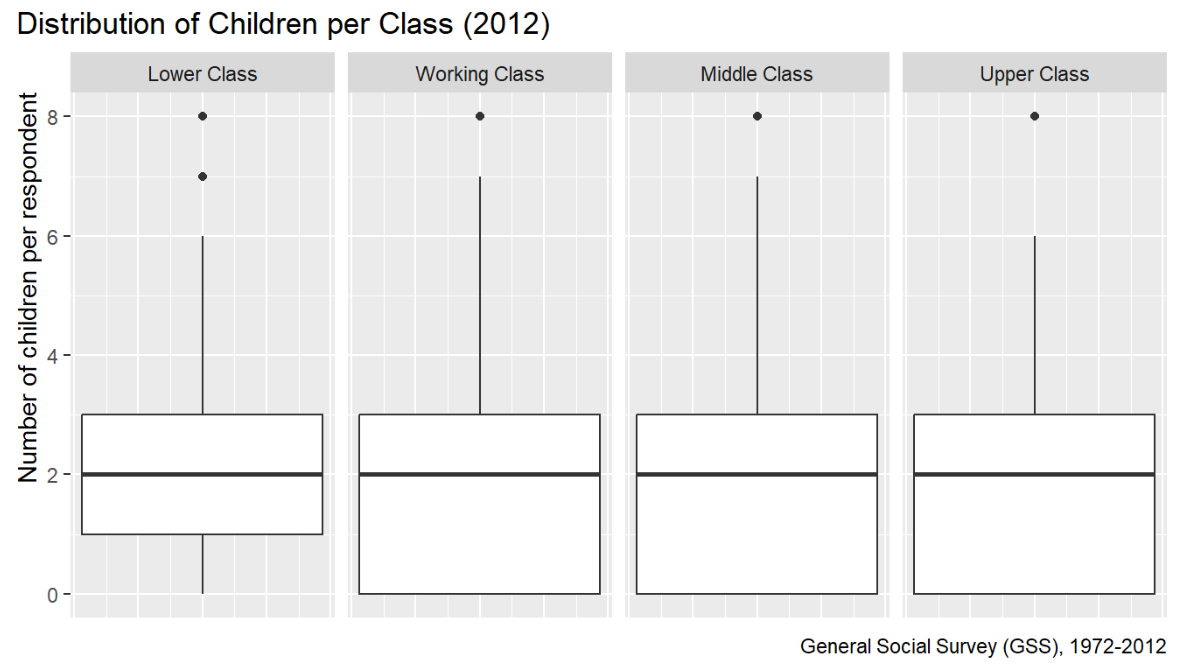 Distribution of Children per Class (2012)
Lower Class
Working Class
Middle Class
Upper Class
Number of children per respondent
8
6
4
2
0
General Social Survey (GSS), 1972-2012